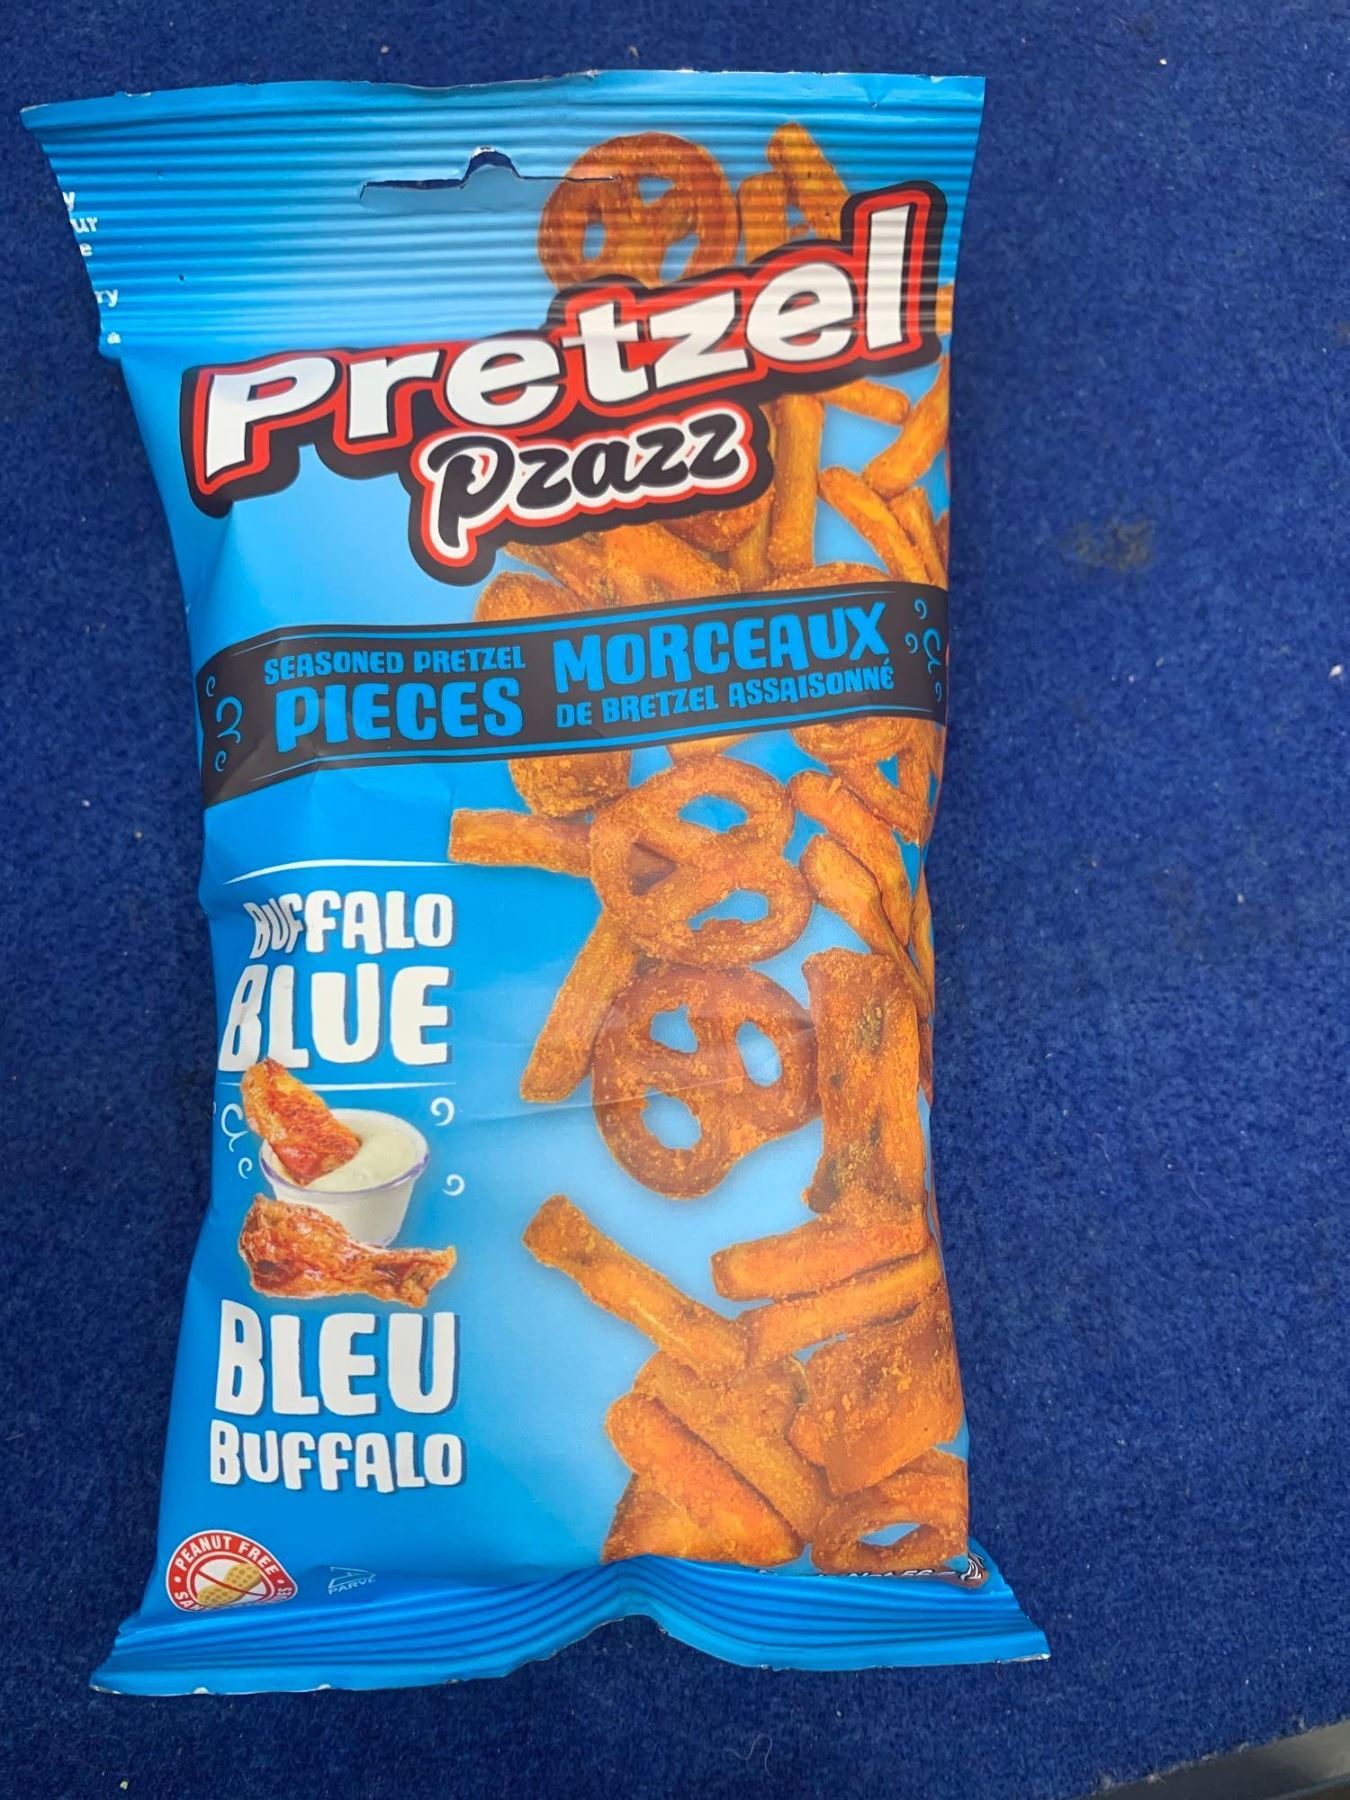 Pretzel
Pzazz
SEASONED PRETZEL
PIECES
MORCEAUX
DE BRETZEL ASSAISONNÉ
BUFFALO
BLUE
BLEU
BUFFALO
PEANUT FREE
PARVE